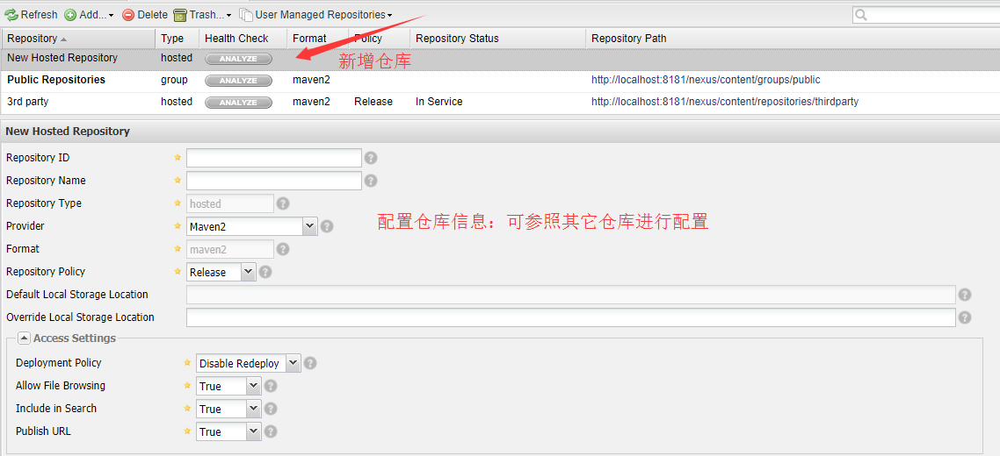 Refresh Add... Delete Trash... User Managed Repositories
Repository Type Health Check Format Policy Repository Status Repository Path
New Hosted Repository hosted ANALYZE
新增仓库
Public Repositories group ANALYZE maven2 http://localhost:8181/nexus/content/groups/public
3rd party hosted ANALYZE maven2 Release In Service http://localhost:8181/nexus/content/repositories/thirdparty
New Hosted Repository
Repository ID
Repository Name
Repository Type hosted
配置仓库信息：可参照其它仓库进行配置
Provider Maven2
Format maven2
Repository Policy Release
Default Local Storage Location
Override Local Storage Location
Access Settings
Deployment Policy Disable Redeploy
Allow File Browsing True
Include in Search True
Publish URL True